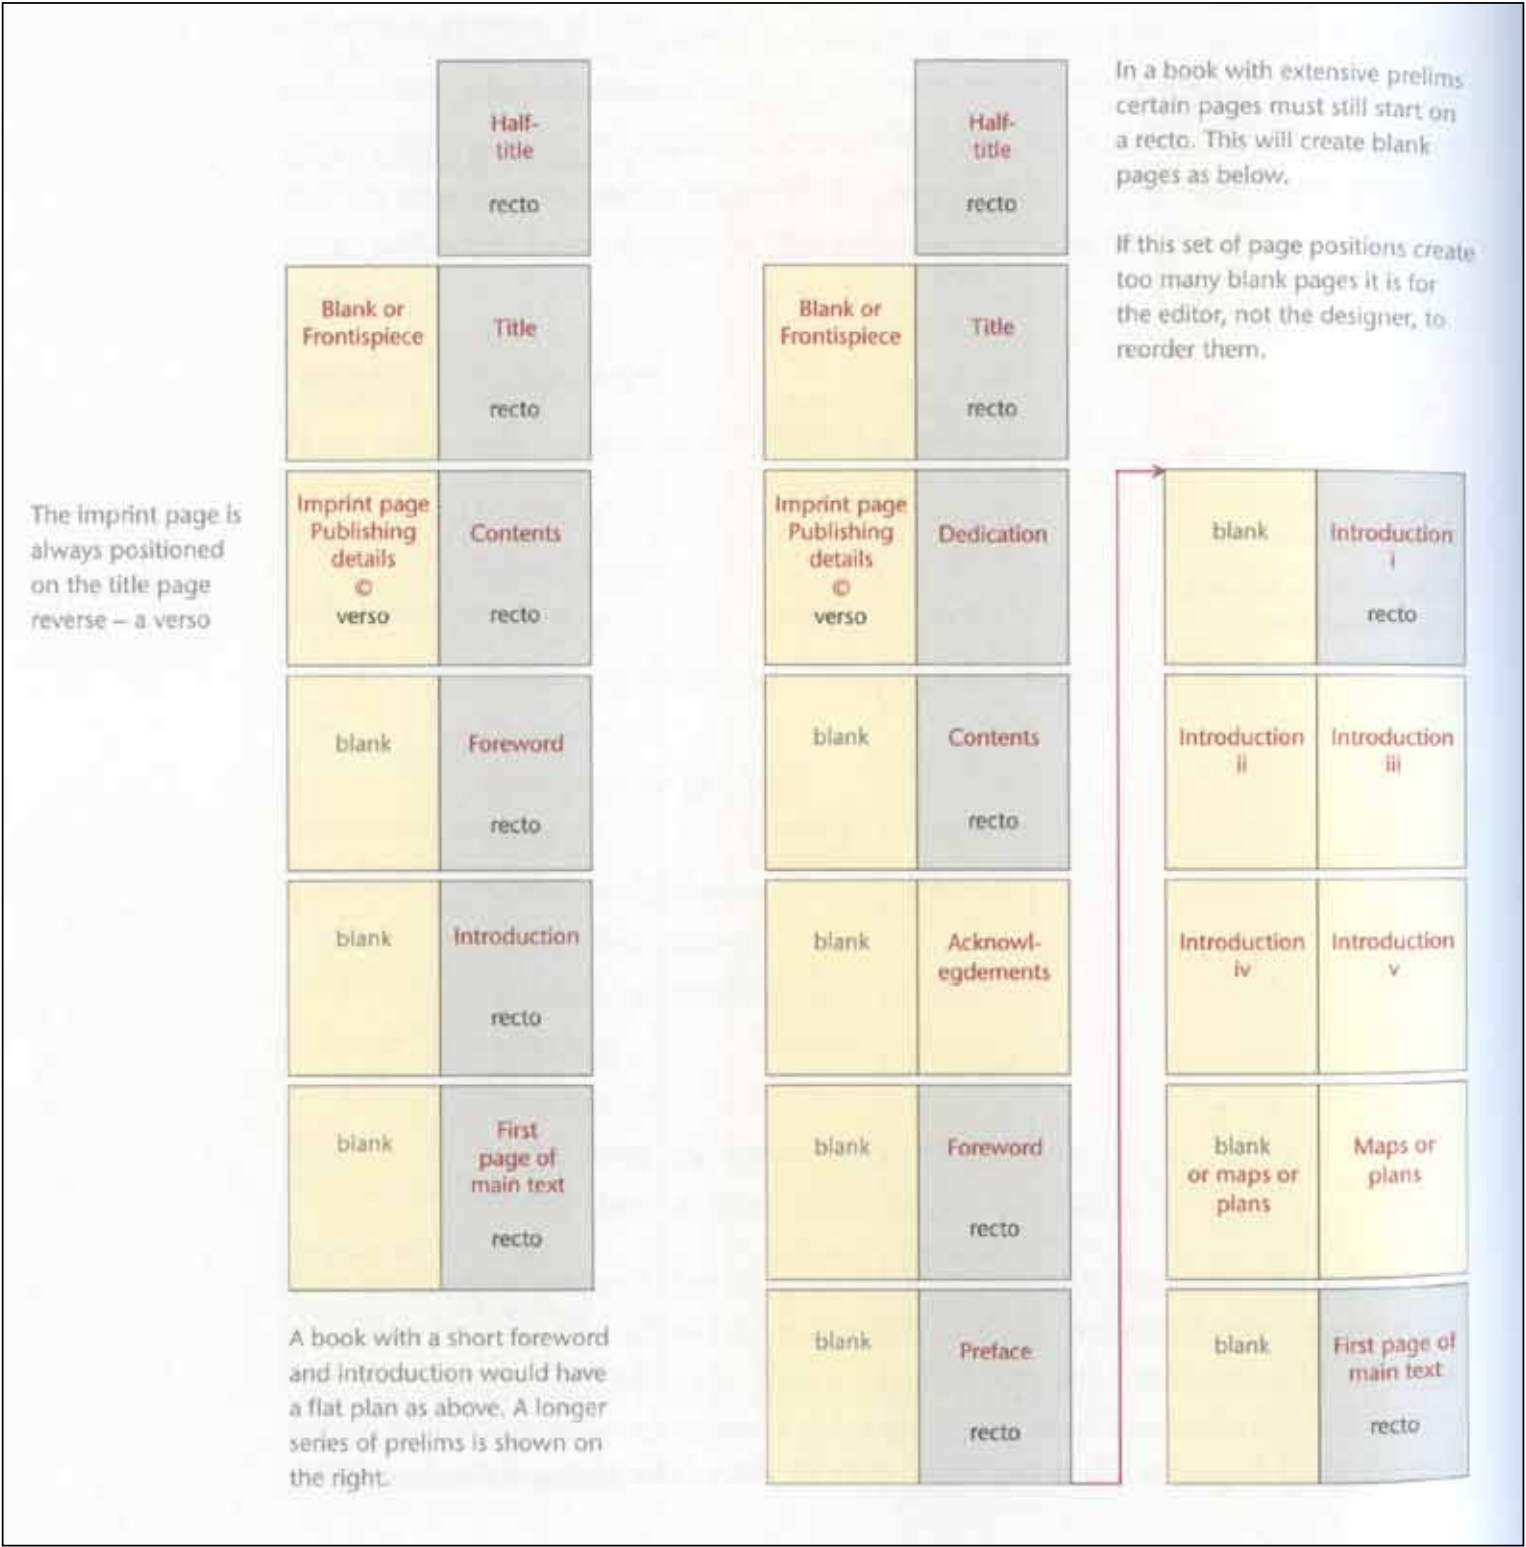 The imprint page is
always positioned
on the title page
reverse – a verso
Half-
title
recto
Blank or
Frontispiece
Title
recto
Imprint page
Publishing
details
©
verso
Contents
recto
blank
Foreword
recto
blank
Introduction
recto
blank
First
page of
main text
recto
A book with a short foreword
and introduction would have
a flat plan as above. A longer
series of prelims is shown on
the right.
Half-
title
recto
Blank or
Frontispiece
Title
recto
Imprint page
Publishing
details
©
verso
Dedication
blank
Contents
recto
blank
Acknowl-
egdements
blank
Foreword
recto
blank
Preface
recto
In a book with extensive prelims
certain pages must still start on
a recto. This will create blank
pages as below.
If this set of page positions create
too many blank pages it is for
the editor, not the designer, to
reorder them.
blank
Introduction
i
recto
Introduction
ii
Introduction
iii
Introduction
iv
Introduction
v
blank
or maps or
plans
Maps or
plans
blank
First page of
main text
recto